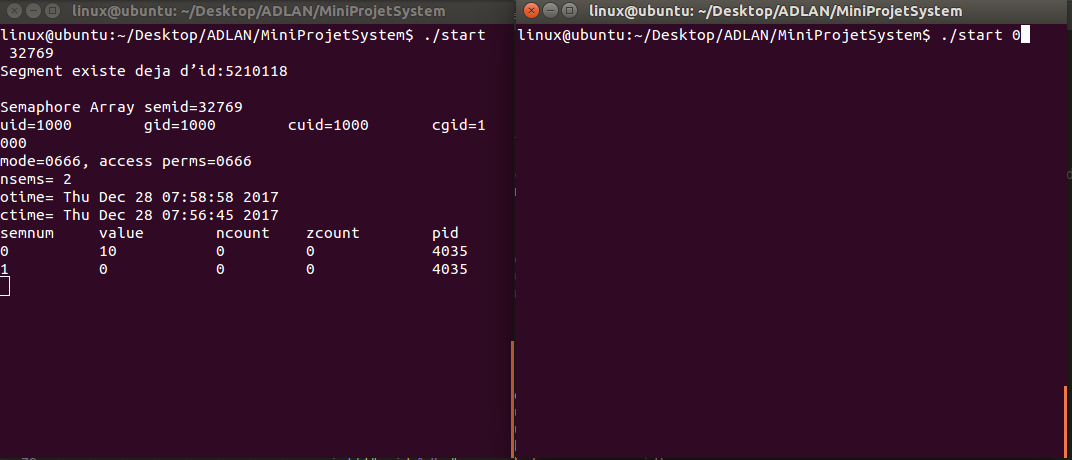 linux@ubuntu: ~/Desktop/ADLAN/MiniProjetSystem
linux@ubuntu:~/Desktop/ADLAN/MiniProjetSystem$ ./start
 32769
Segment existe deja d’id:5210118

Semaphore Array semid=32769
uid=1000        gid=1000        cuid=1000       cgid=1
000
mode=0666, access perms=0666
nsems= 2
otime= Thu Dec 28 07:58:58 2017
ctime= Thu Dec 28 07:56:45 2017
semnum     value        ncount    zcount        pid
0          10           0         0             4035
1          0            0         0             4035
linux@ubuntu: ~/Desktop/ADLAN/MiniProjetSystem
linux@ubuntu:~/Desktop/ADLAN/MiniProjetSystem$ ./start 0